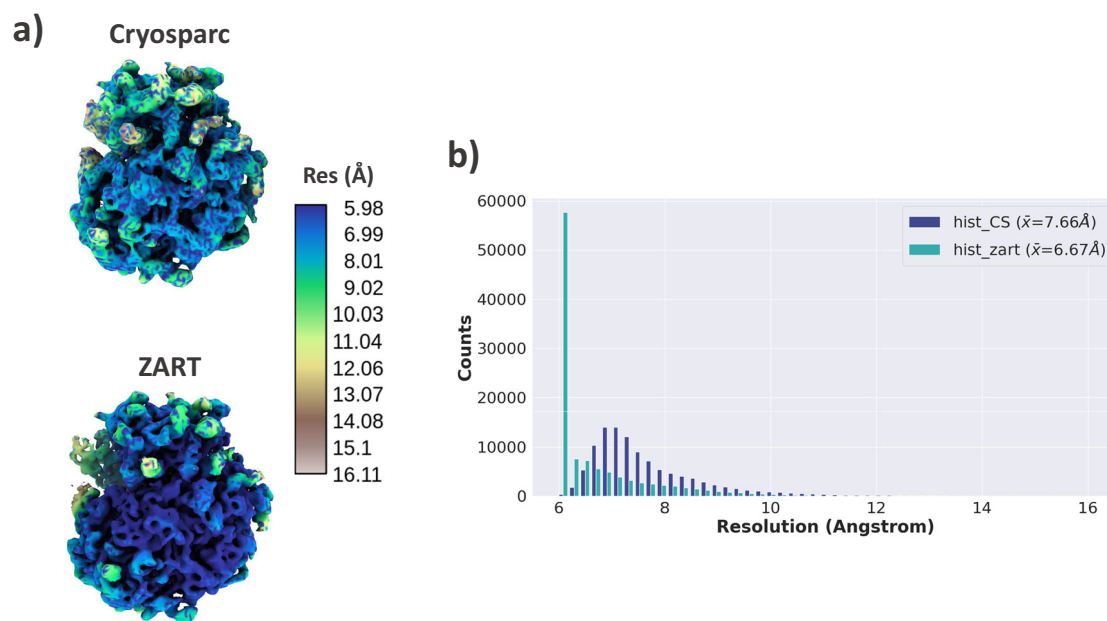 a)
Cryosparc
Res (Å)
5.98
6.99
8.01
9.02
10.03
11.04
12.06
13.07
14.08
15.1
16.11
ZART
b)
60000
50000
40000
30000
20000
10000
0
Counts
hist_CS (x̄=7.66Å)
hist_zart (x̄=6.67Å)
6 8 10 12 14 16
Resolution (Angstrom)